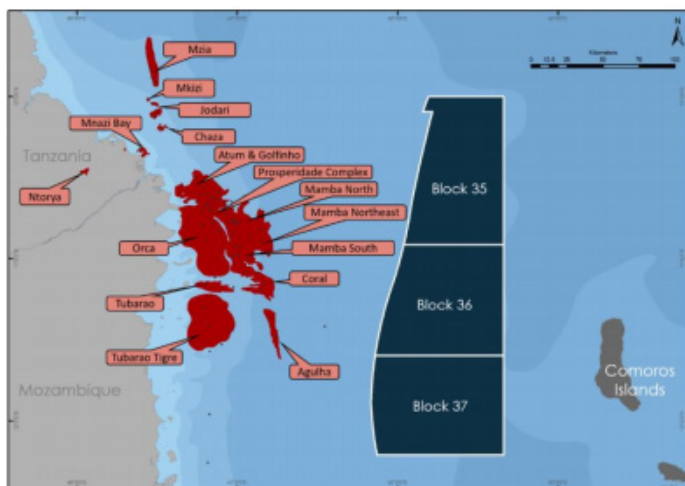 Mzia
N
Kilometers
Mkizi
Jodari
Mnazi Bay
Chaza
Tanzania
Atum & Golfinho
Prosperidade Complex
Mamba North
Block 35
Ntorya
Mamba Northeast
Orca
Mamba South
Coral
Tubarao
Block 36
Tubarao Tigre
Agulha
Comoros
Islands
Mozambique
Block 37